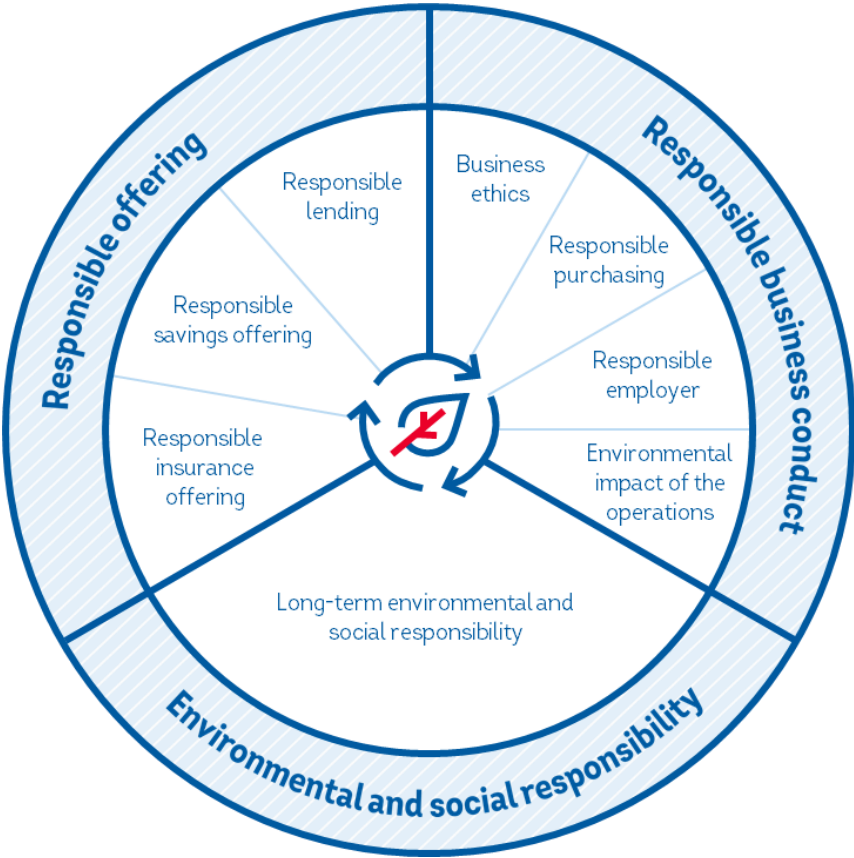 Responsible offering
Responsible
lending
Responsible
savings offering
Responsible
insurance
offering
Responsible business conduct
Business
ethics
Responsible
purchasing
Responsible
employer
Environmental
impact of the
operations
Long-term environmental and
social responsibility
Environmental and social responsibility